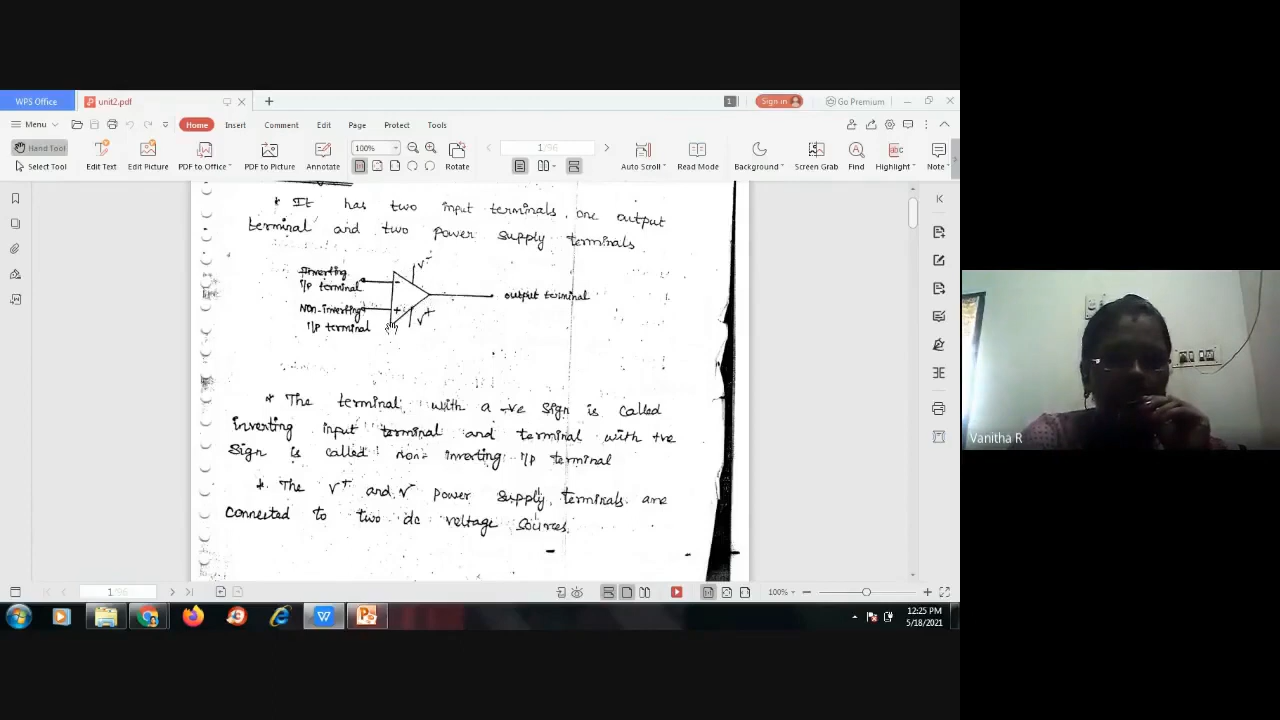 WPS Office
unit2.pdf
Sign in
Go Premium
Menu
Home
Insert
Comment
Edit
Page
Protect
Tools
Hand Tool
Select Tool
Edit Text
Edit Picture
PDF to Office
PDF to Picture
Annotate
100%
Rotate
1/96
Auto Scroll
Read Mode
Background
Screen Grab
Find
Highlight
Note
* It has two input terminals, one output
terminal and two power supply terminals
Inverting
I/P terminal
Non-inverting
I/P terminal
V-
-
+
V+
output terminal
* The terminal with a -ve sign is called
inverting input terminal and terminal with +ve
sign is called non- inverting I/P terminal
* The V+ and V- power supply terminals are
connected to two dc voltage sources.
1/96
100%
12:25 PM
5/18/2021
Vanitha R